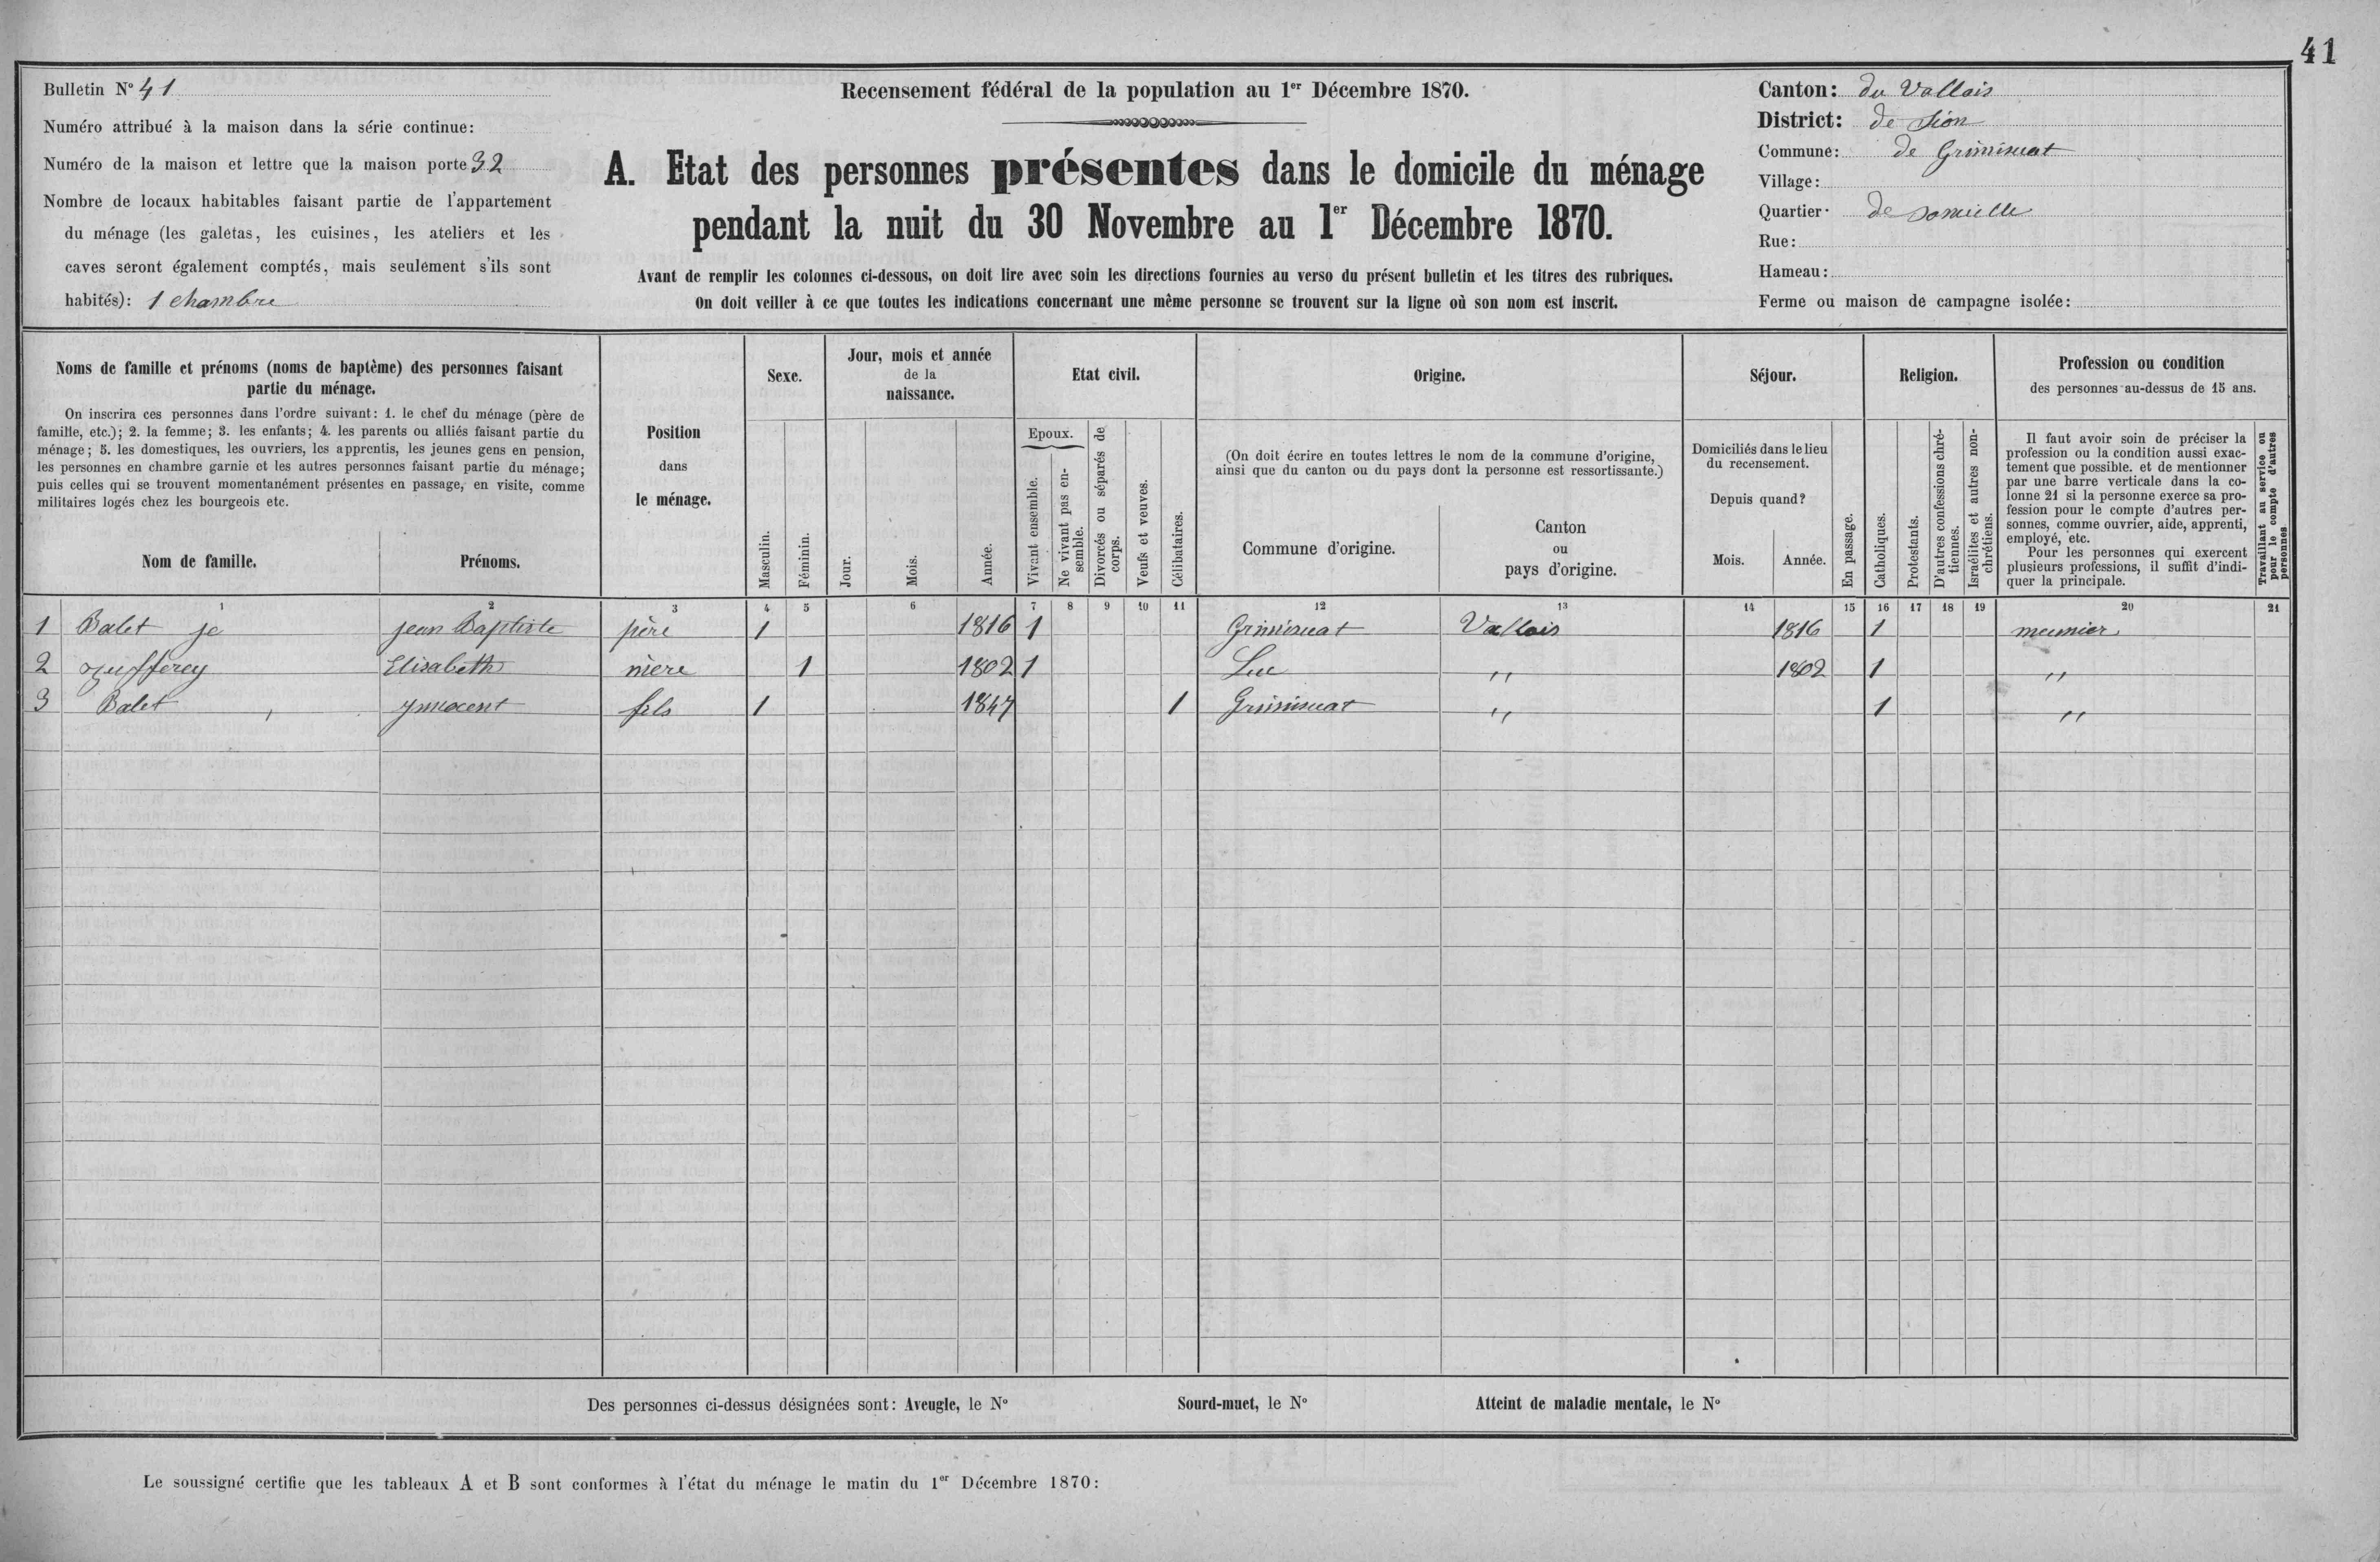 41
Bulletin N° 41
Numéro attribué à la maison dans la série continue:
Numéro de la maison et lettre que la maison porte 32
Nombre de locaux habitables faisant partie de l'appartement
du ménage (les galetas, les cuisines, les ateliers et les
caves seront également comptés, mais seulement s'ils sont
habités): 1 chambre
Recensement fédéral de la population au 1er Décembre 1870.
A. Etat des personnes présentes dans le domicile du ménage
pendant la nuit du 30 Novembre au 1er Décembre 1870.
Avant de remplir les colonnes ci-dessous, on doit lire avec soin les directions fournies au verso du présent bulletin et les titres des rubriques.
On doit veiller à ce que toutes les indications concernant une même personne se trouvent sur la ligne où son nom est inscrit.
Canton: du Vallais
District: de Sion
Commune: de Grimisuat
Village:
Quartier: de
Rue:
Hameau:
Ferme ou maison de campagne isolée:
Noms de famille et prénoms (noms de baptême) des personnes faisant
partie du ménage.
On inscrira ces personnes dans l'ordre suivant: 1. le chef du ménage (père de
famille, etc.); 2. la femme; 3. les enfants; 4. les parents ou alliés faisant partie du
ménage; 5. les domestiques, les ouvriers, les apprentis, les jeunes gens en pension,
les personnes en chambre garnie et les autres personnes faisant partie du ménage;
puis celles qui se trouvent momentanément présentes en passage, en visite, comme
militaires logés chez les bourgeois etc.
Nom de famille.
Prénoms.
Position
dans
le ménage.
Sexe.
Masculin.
Féminin.
Jour, mois et année
de la
naissance.
Jour.
Mois.
Année.
Etat civil.
Epoux.
Vivant ensemble.
Ne vivant pas en-
semble.
Divorcés ou séparés de
corps.
Veufs et veuves.
Célibataires.
Origine.
(On doit écrire en toutes lettres le nom de la commune d'origine,
ainsi que du canton ou du pays dont la personne est ressortissante.)
Commune d'origine.
Canton
ou
pays d'origine.
Séjour.
Domiciliés dans le lieu
du recensement.
Depuis quand?
Mois.
Année.
En passage.
Religion.
Catholiques.
Protestants.
D'autres confessions chré-
tiennes.
Israélites et autres non-
chrétiens.
Profession ou condition
des personnes au-dessus de 15 ans.
Il faut avoir soin de préciser la
profession ou la condition aussi exac-
tement que possible. et de mentionner
par une barre verticale dans la co-
lonne 21 si la personne exerce sa pro-
fession pour le compte d'autres per-
sonnes, comme ouvrier, aide, apprenti,
employé, etc.
Pour les personnes qui exercent
plusieurs professions, il suffit d'indi-
quer la principale.
Travaillant au service ou
pour le compte d'autres
personnes
1 2 3 4 5 6 7 8 9 10 11 12 13 14 15 16 17 18 19 20 21
1 Balet je jean Baptiste père 1 1816 1 Grimisuat Vallais 1816 1 meunier
2 zufferey Elisabeth mere 1 1802 1 Luc ,, 1802 1 ,,
3 Balet ynnocent fils 1 1847 1 Grimisuat ,, 1 ,,
Des personnes ci-dessus désignées sont: Aveugle, le N° Sourd-muet, le N° Atteint de maladie mentale, le N°
Le soussigné certifie que les tableaux A et B sont conformes à l'état du ménage le matin du 1er Décembre 1870: